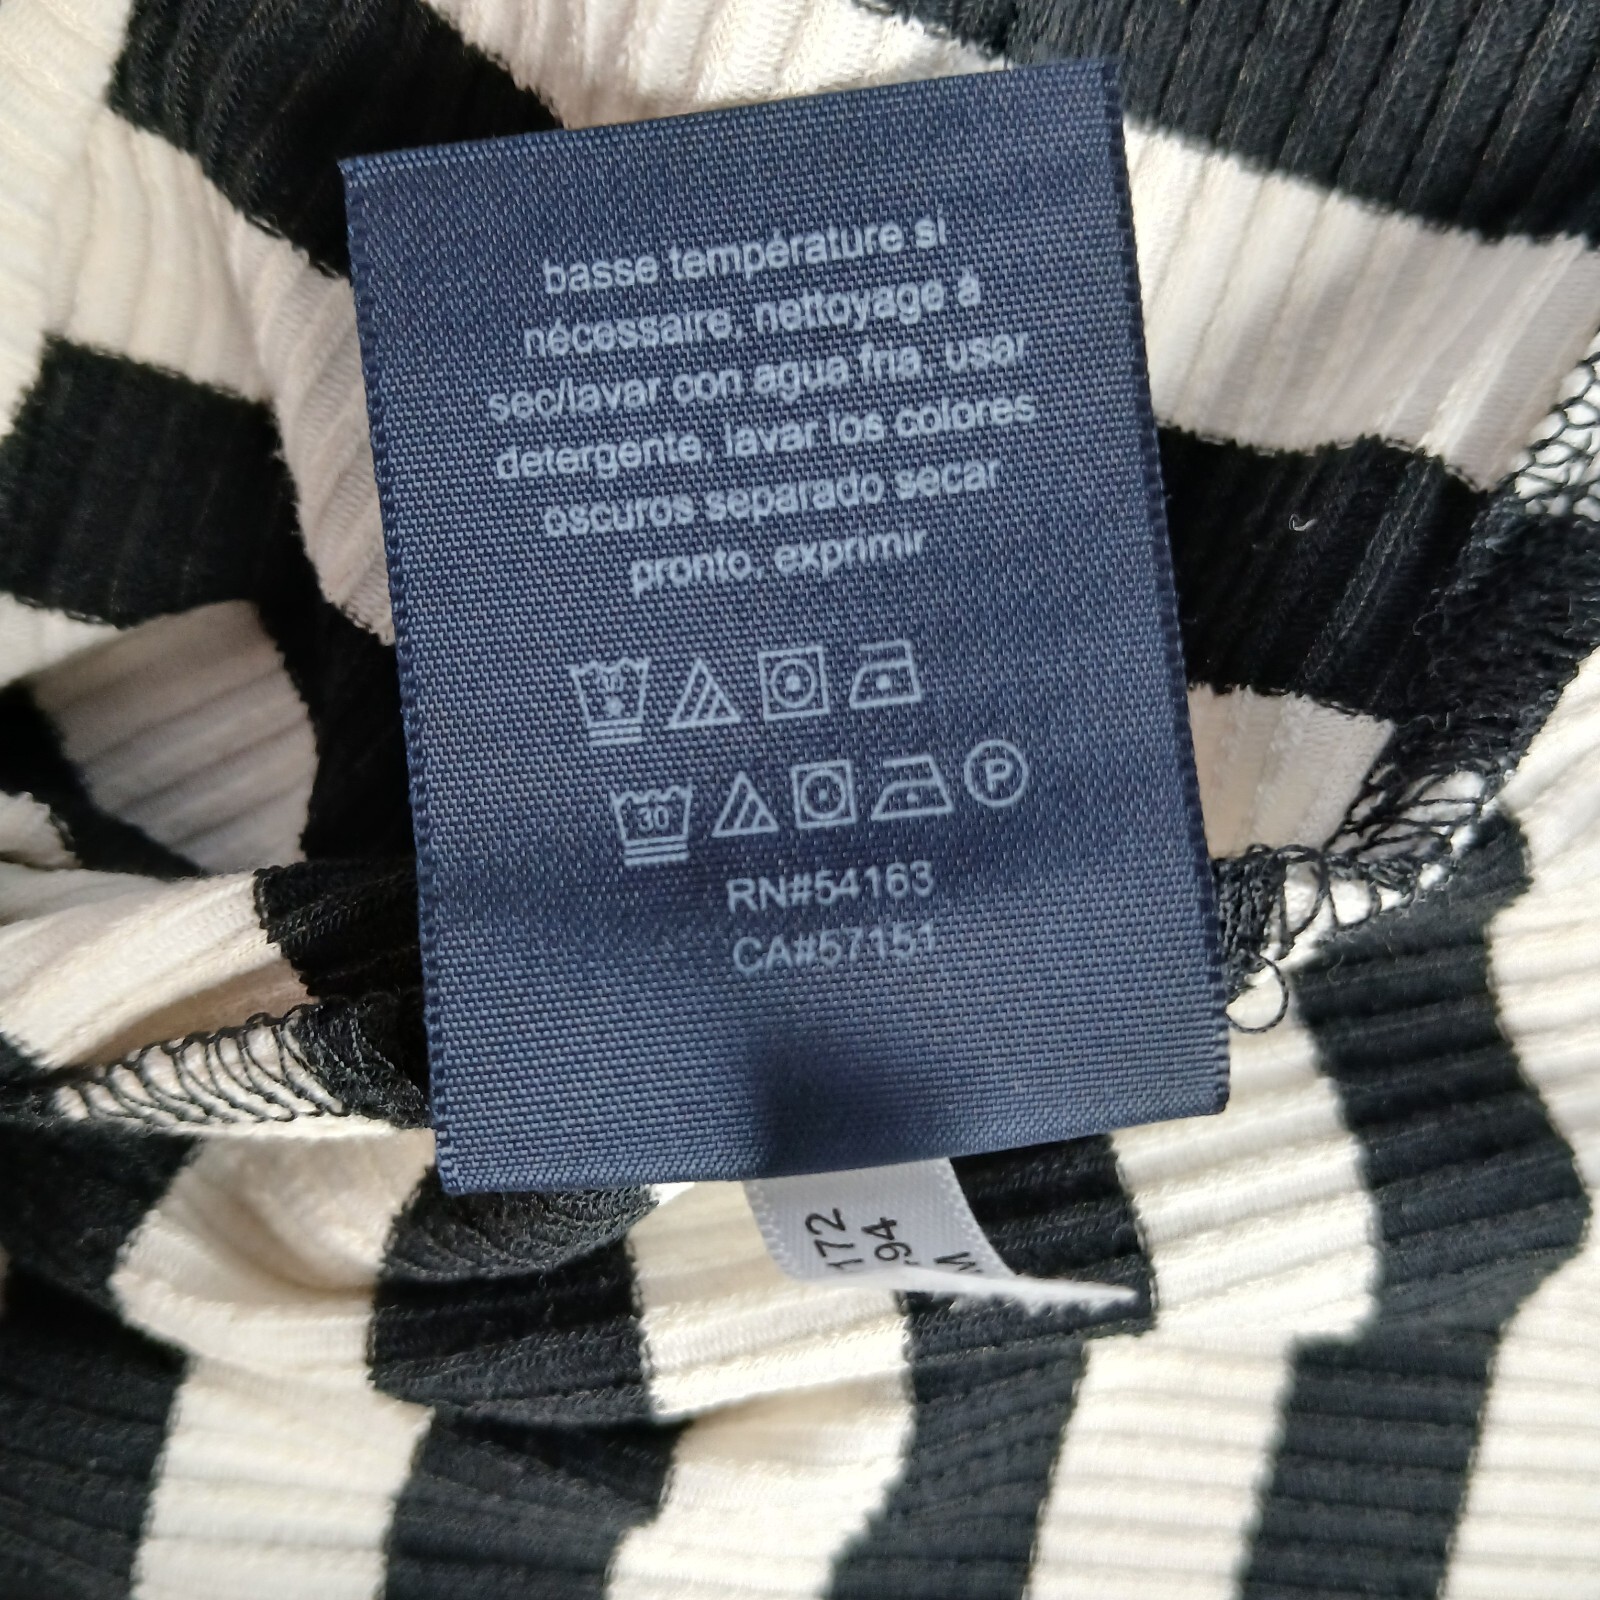 basse température si
nécessaire, nettoyage à
sec/lavar con agua fria, usar
detergente, lavar los colores
oscuros separado secar
pronto, exprimir
30
30 P
RN#54163
CA#57151
172
'94
M